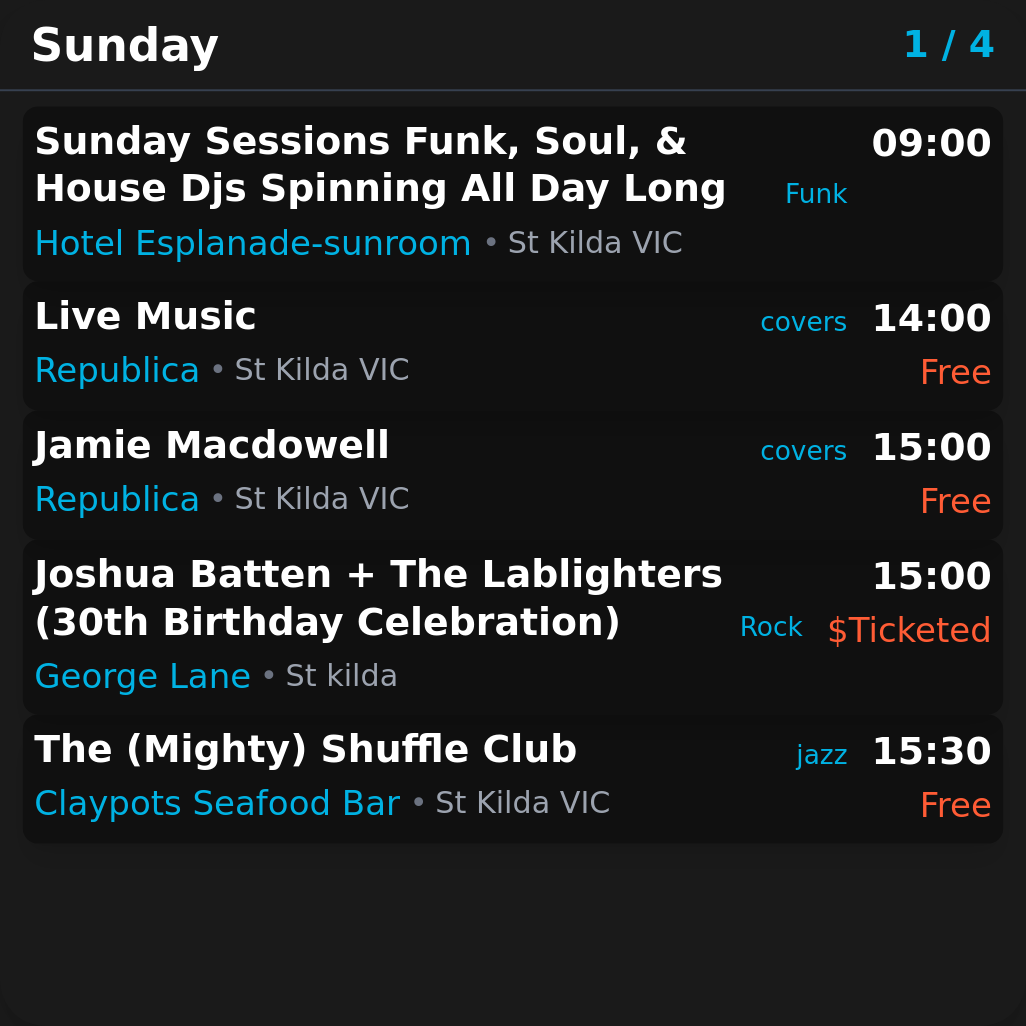 Sunday 1 / 4
Sunday Sessions Funk, Soul, & 09:00
House Djs Spinning All Day Long Funk
Hotel Esplanade-sunroom • St Kilda VIC
Live Music covers 14:00
Republica • St Kilda VIC Free
Jamie Macdowell covers 15:00
Republica • St Kilda VIC Free
Joshua Batten + The Lablighters 15:00
(30th Birthday Celebration) Rock $Ticketed
George Lane • St kilda
The (Mighty) Shuffle Club jazz 15:30
Claypots Seafood Bar • St Kilda VIC Free